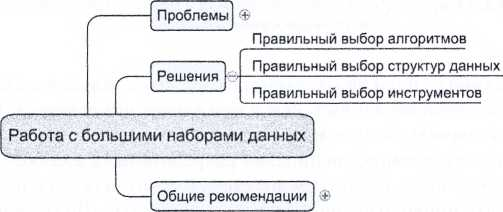 Проблемы
Правильный выбор алгоритмов
Решения
Правильный выбор структур данных
Правильный выбор инструментов
Работа с большими наборами данных
Общие рекомендации